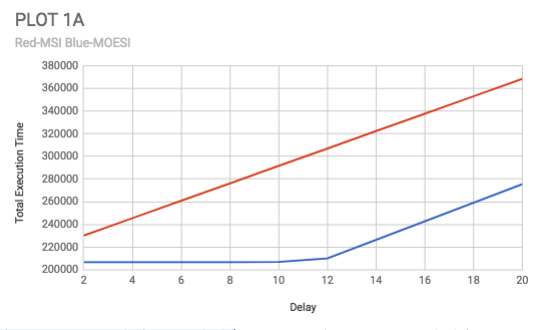 PLOT 1A
Red-MSI Blue-MOESI
380000
360000
340000
320000
300000
280000
260000
240000
220000
200000
Total Execution Time
2 4 6 8 10 12 14 16 18 20
Delay